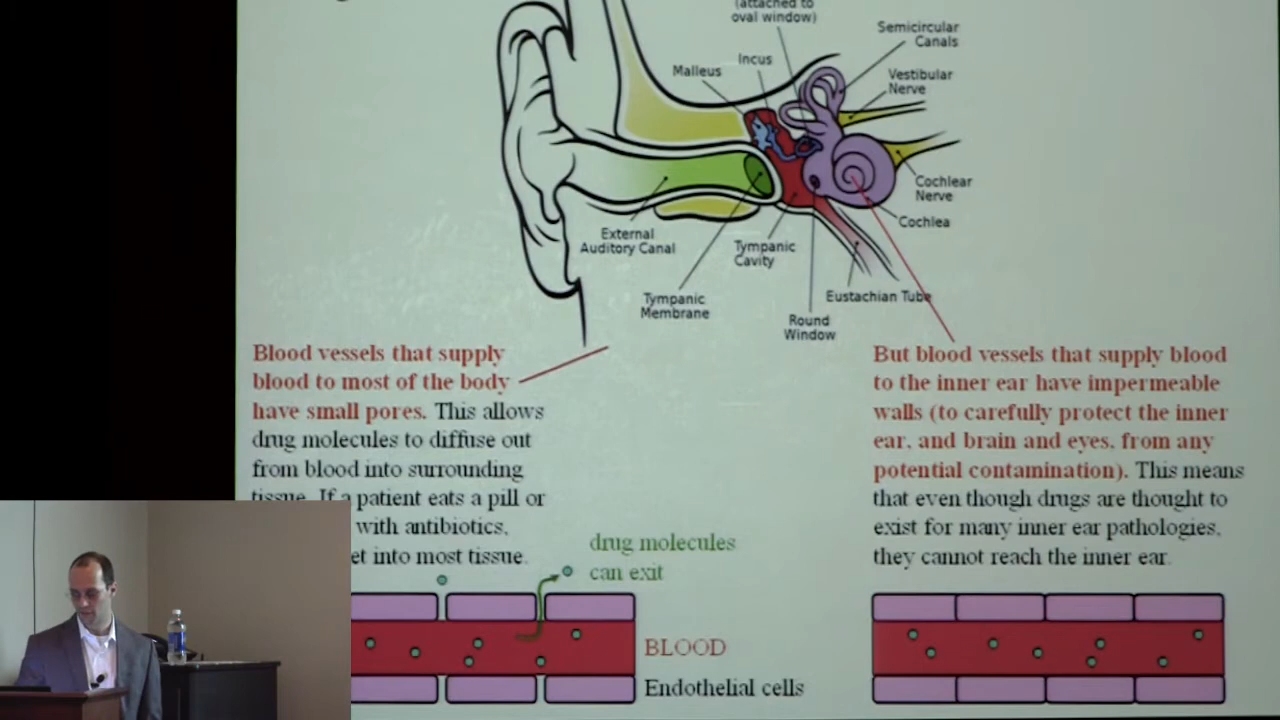 (attached to
oval window)
Semicircular
Canals
Incus
Malleus
Vestibular
Nerve
Cochlear
Nerve
Cochlea
External
Auditory Canal
Tympanic
Cavity
Tympanic
Membrane
Eustachian Tube
Round
Window
Blood vessels that supply
blood to most of the body
have small pores. This allows
drug molecules to diffuse out
from blood into surrounding
tissue. If a patient eats a pill or
with antibiotics,
et into most tissue.
drug molecules
can exit
BLOOD
Endothelial cells
But blood vessels that supply blood
to the inner ear have impermeable
walls (to carefully protect the inner
ear, and brain and eyes, from any
potential contamination). This means
that even though drugs are thought to
exist for many inner ear pathologies,
they cannot reach the inner ear.